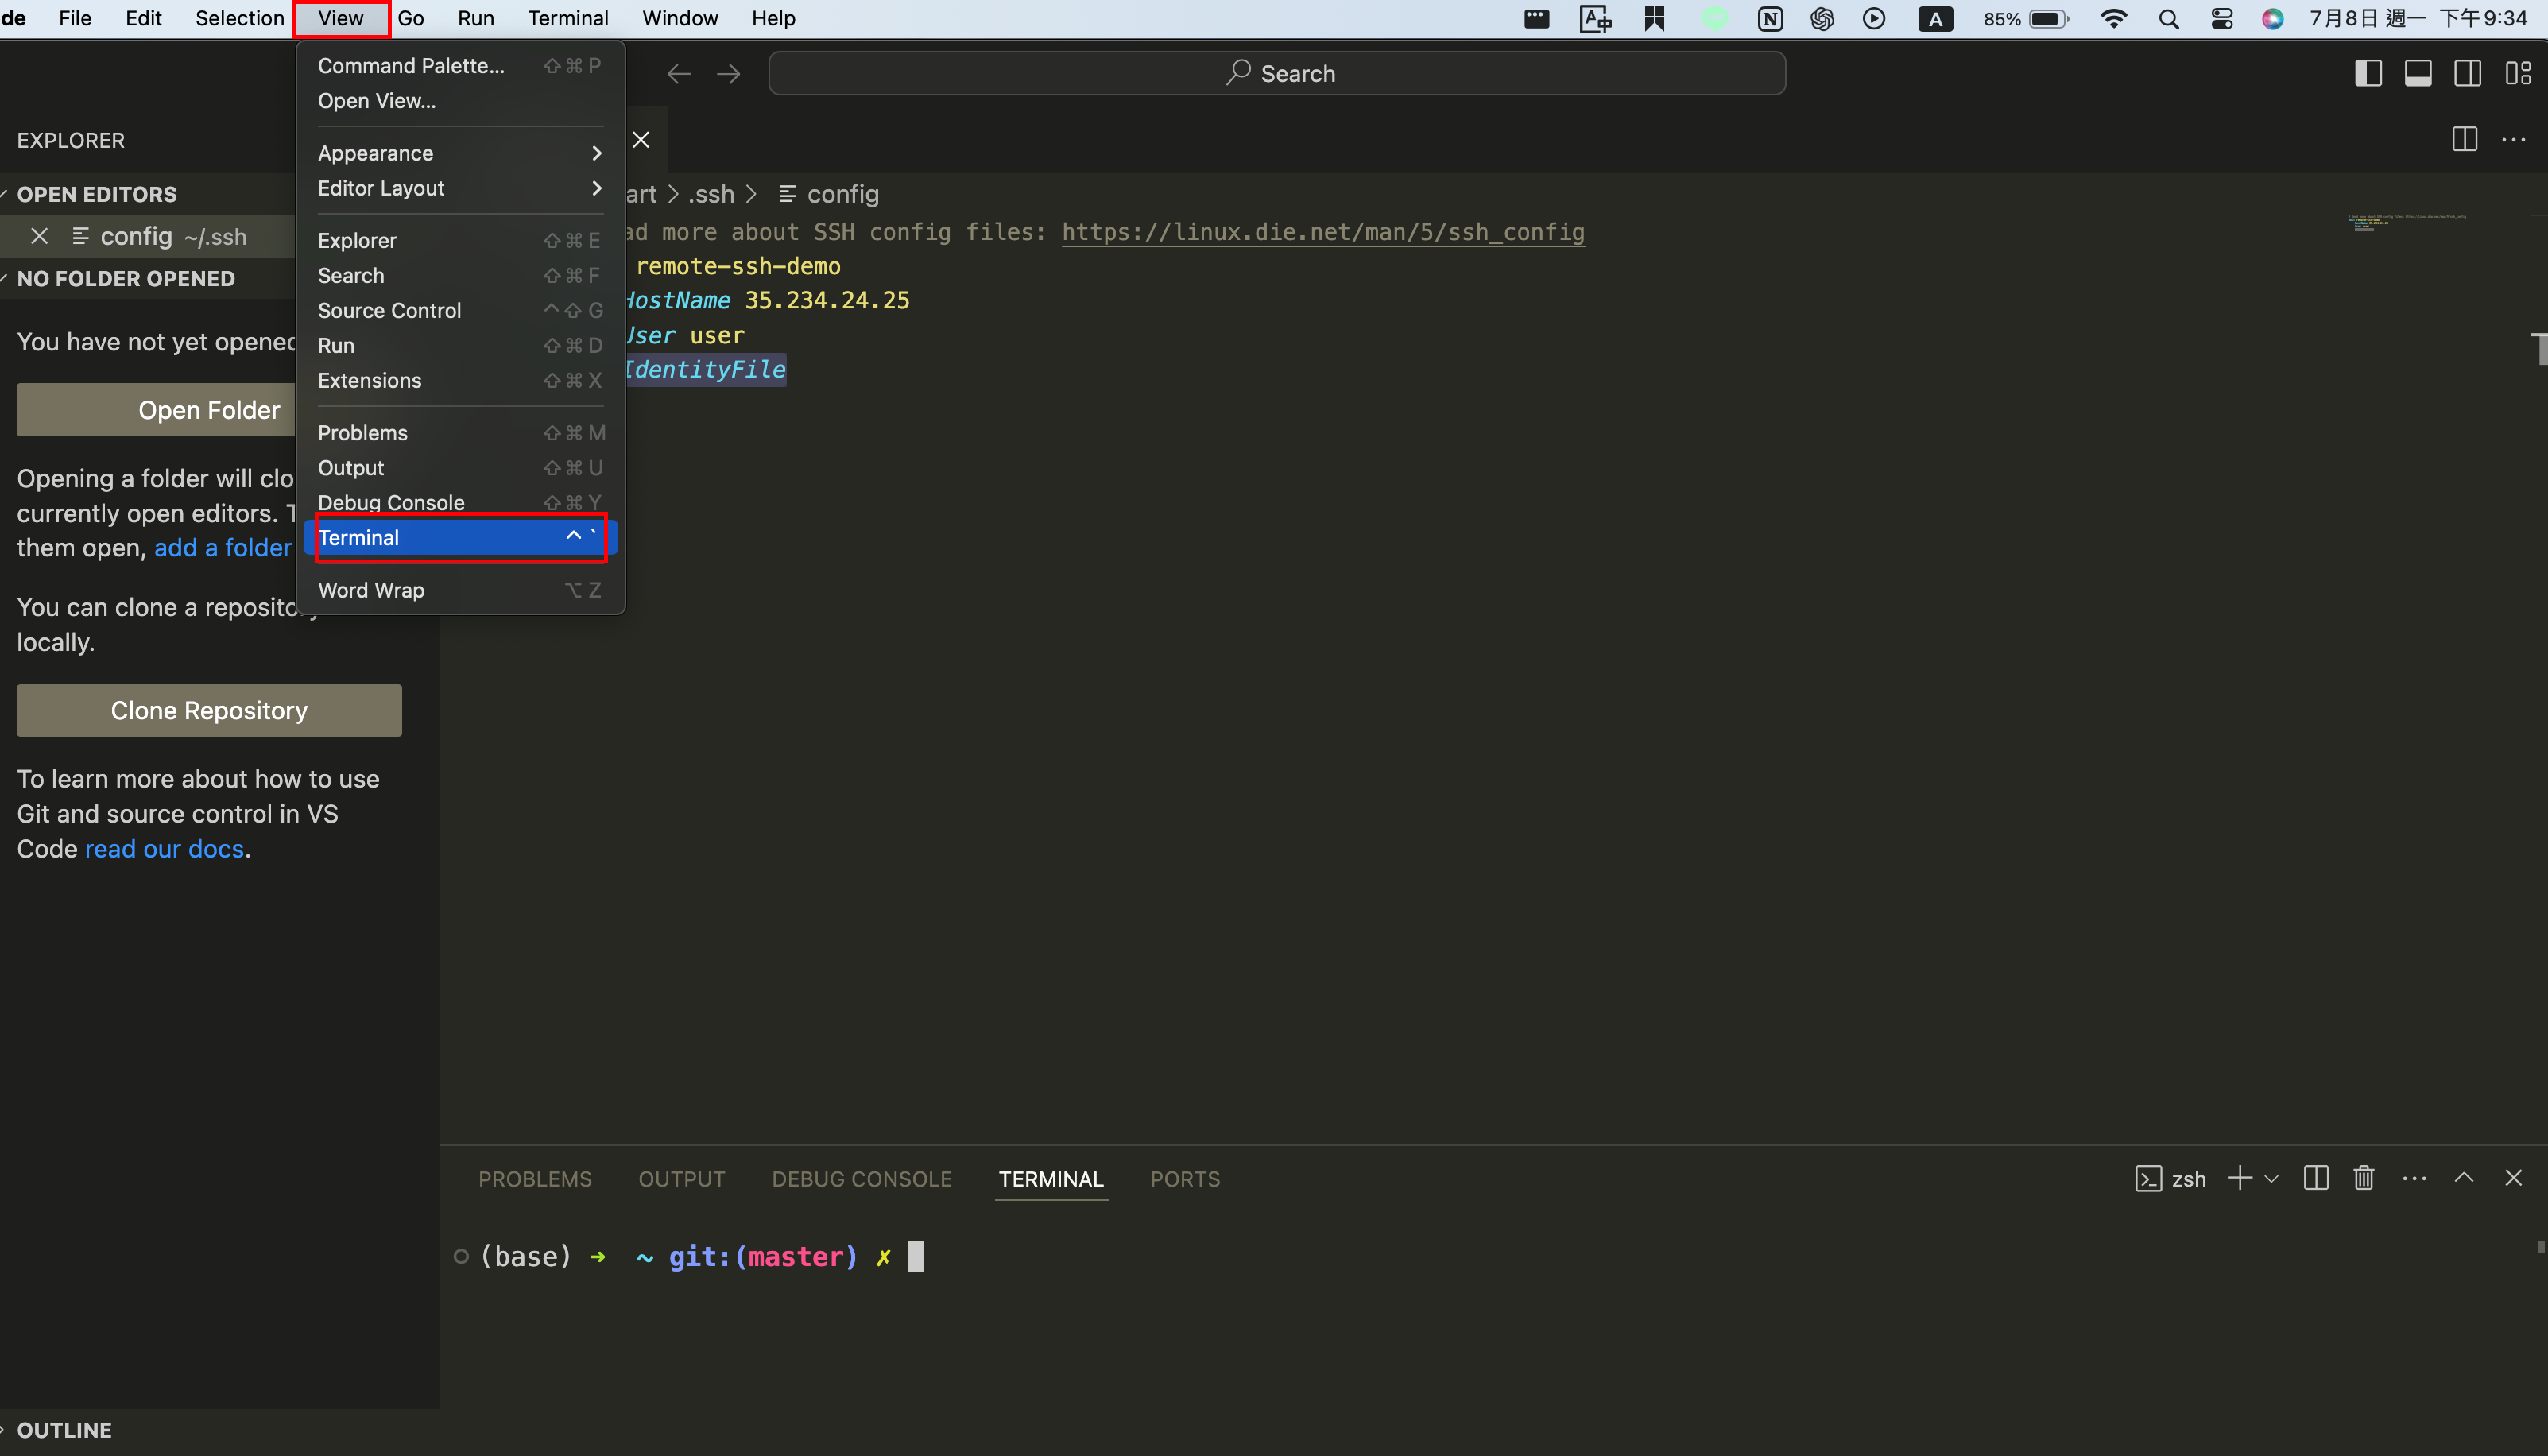 de File Edit Selection View Go Run Terminal Window Help 85% 7月8日 週一 下午9:34
Search
EXPLORER
OPEN EDITORS
config ~/.ssh
NO FOLDER OPENED
You have not yet opened
Open Folder
Opening a folder will clo
currently open editors. T
them open, add a folder
You can clone a repository
locally.
Clone Repository
To learn more about how to use
Git and source control in VS
Code read our docs.
OUTLINE
Command Palette... ⇧⌘P
Open View...
Appearance
Editor Layout
Explorer ⇧⌘E
Search ⇧⌘F
Source Control ^⇧G
Run ⇧⌘D
Extensions ⇧⌘X
Problems ⇧⌘M
Output ⇧⌘U
Debug Console ⇧⌘Y
Terminal ^`
Word Wrap ⌥Z
art > .ssh > config
ad more about SSH config files: https://linux.die.net/man/5/ssh_config
remote-ssh-demo
HostName 35.234.24.25
User user
IdentityFile
PROBLEMS OUTPUT DEBUG CONSOLE TERMINAL PORTS zsh
(base) ➜ ~ git:(master) ✗